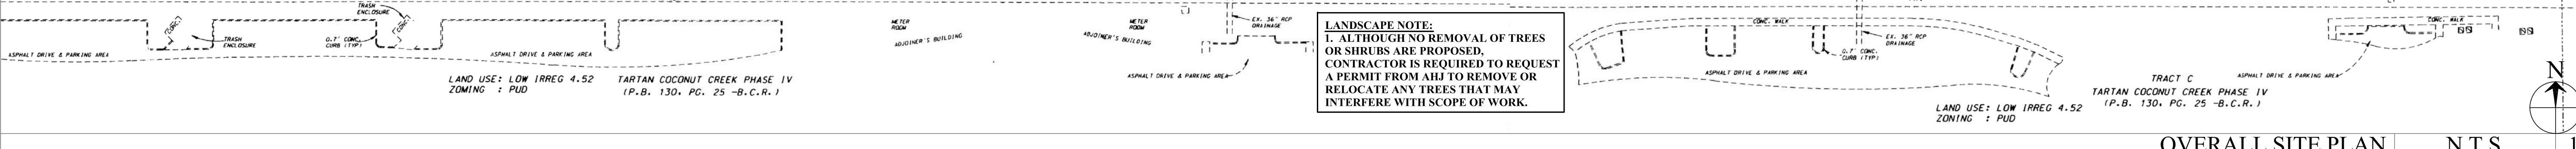 TRASH
ENCLOSURE
CONC.
TRASH
ENCLOSURE
0.7' CONC.
CURB (TYP)
CONC.
ASPHALT DRIVE & PARKING AREA
ASPHALT DRIVE & PARKING AREA
LAND USE: LOW IRREG 4.52
ZOMING : PUD
TARTAN COCONUT CREEK PHASE IV
(P.B. 130, PG. 25 -B.C.R.)
METER
ROOM
ADJOINER'S BUILDING
METER
ROOM
ADJOINER'S BUILDING
EX. 36" RCP
DRAINAGE
ASPHALT DRIVE & PARKING AREA
LANDSCAPE NOTE:
1. ALTHOUGH NO REMOVAL OF TREES
OR SHRUBS ARE PROPOSED,
CONTRACTOR IS REQUIRED TO REQUEST
A PERMIT FROM AHJ TO REMOVE OR
RELOCATE ANY TREES THAT MAY
INTERFERE WITH SCOPE OF WORK.
CONC. WALK
EX. 36" RCP
DRAINAGE
0.7' CONC.
CURB (TYP)
ASPHALT DRIVE & PARKING AREA
LAND USE: LOW IRREG 4.52
ZONING : PUD
TRACT C
TARTAN COCONUT CREEK PHASE IV
(P.B. 130, PG. 25 -B.C.R.)
ASPHALT DRIVE & PARKING AREA
CONC. WALK
N
OVERALL SITE PLAN
N.T.S.
1